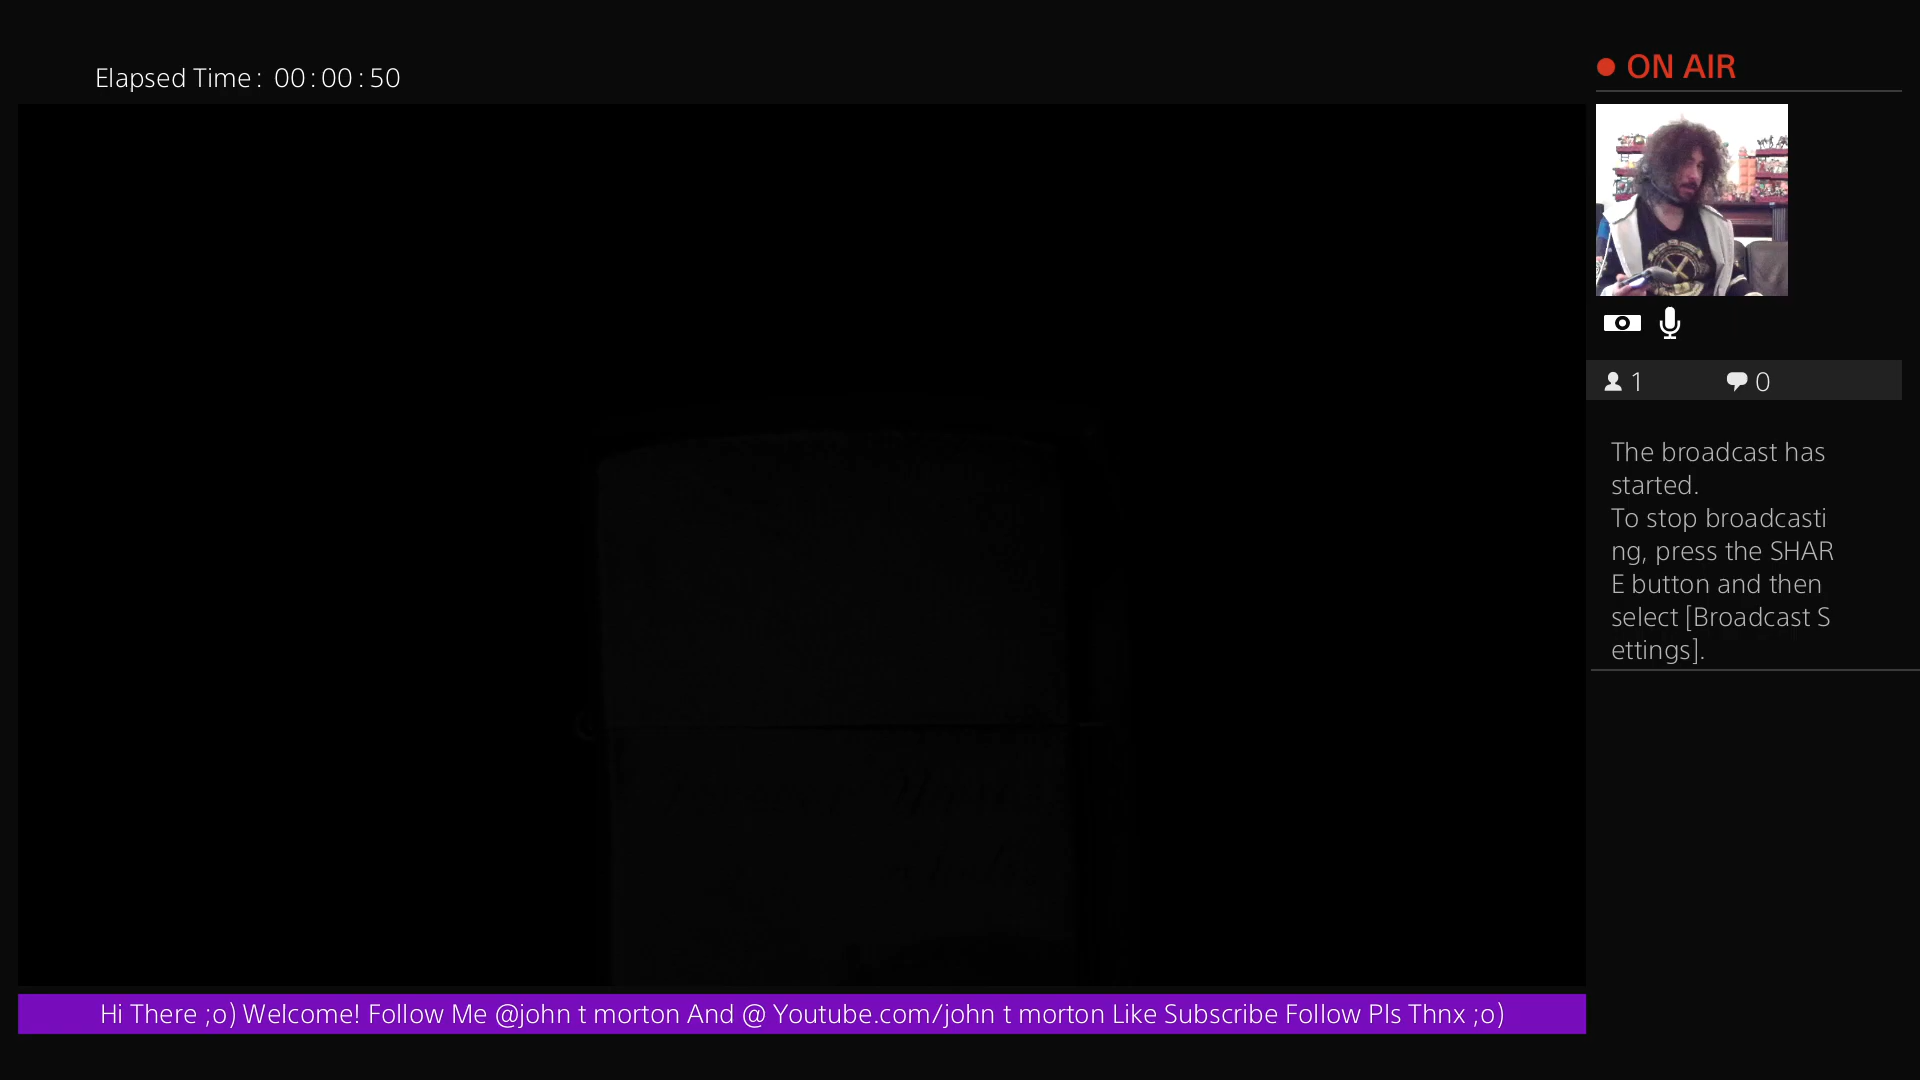 Elapsed Time: 00:00:50
ON AIR
1 0
The broadcast has
started.
To stop broadcasti
ng, press the SHAR
E button and then
select [Broadcast S
ettings].
Hi There ;o) Welcome! Follow Me @john t morton And @ Youtube.com/john t morton Like Subscribe Follow Pls Thnx ;o)